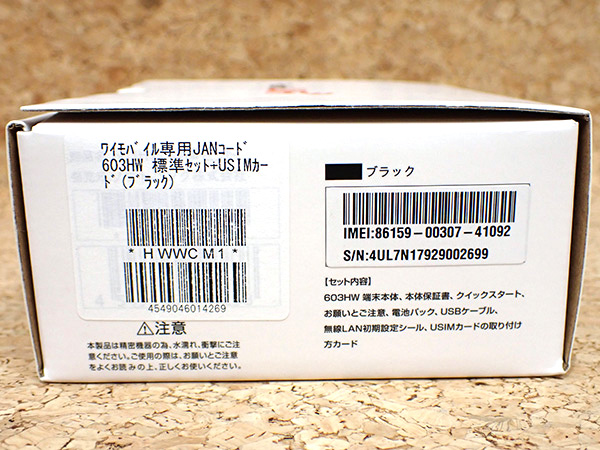 ﾜｲﾓﾊﾞｲﾙ専用JANｺｰﾄﾞ
603HW 標準ｾｯﾄ+USIMｶｰ
ﾄﾞ(ﾌﾞﾗｯｸ)
* H WWC M 1 *
4549046014269
⚠注意
本製品は精密機器の為、水濡れ、衝撃にご注意
ください。ご使用の際は、お願いとご注意
をよくお読みの上、正しくお使いください。
ブラック
IMEI:86159-00307-41092
S/N:4UL7N17929002699
【セット内容】
603HW 端末本体、本体保証書、クイックスタート、
お願いとご注意、電池パック、USBケーブル、
無線LAN初期設定シール、USIMカードの取り付け
方カード